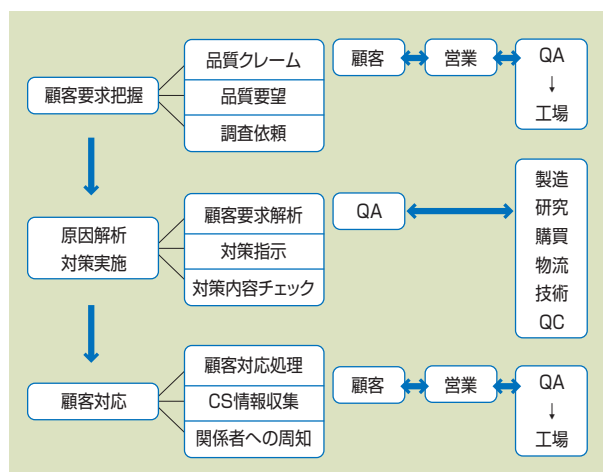 顧客要求把握
品質クレーム
品質要望
調査依頼
顧客
営業
QA
↓
工場
原因解析
対策実施
顧客要求解析
対策指示
対策内容チェック
QA
製造
研究
購買
物流
技術
QC
顧客対応
顧客対応処理
CS情報収集
関係者への周知
顧客
営業
QA
↓
工場